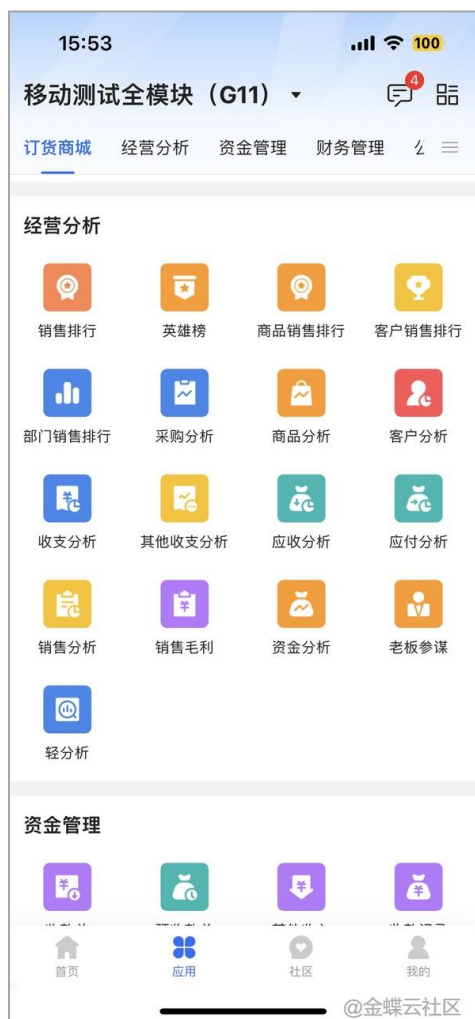 15:53 100
移动测试全模块（G11） 4
订货商城 经营分析 资金管理 财务管理
经营分析
销售排行 英雄榜 商品销售排行 客户销售排行
部门销售排行 采购分析 商品分析 客户分析
收支分析 其他收支分析 应收分析 应付分析
销售分析 销售毛利 资金分析 老板参谋
轻分析
资金管理
首页 应用 社区 我的
@金蝶云社区